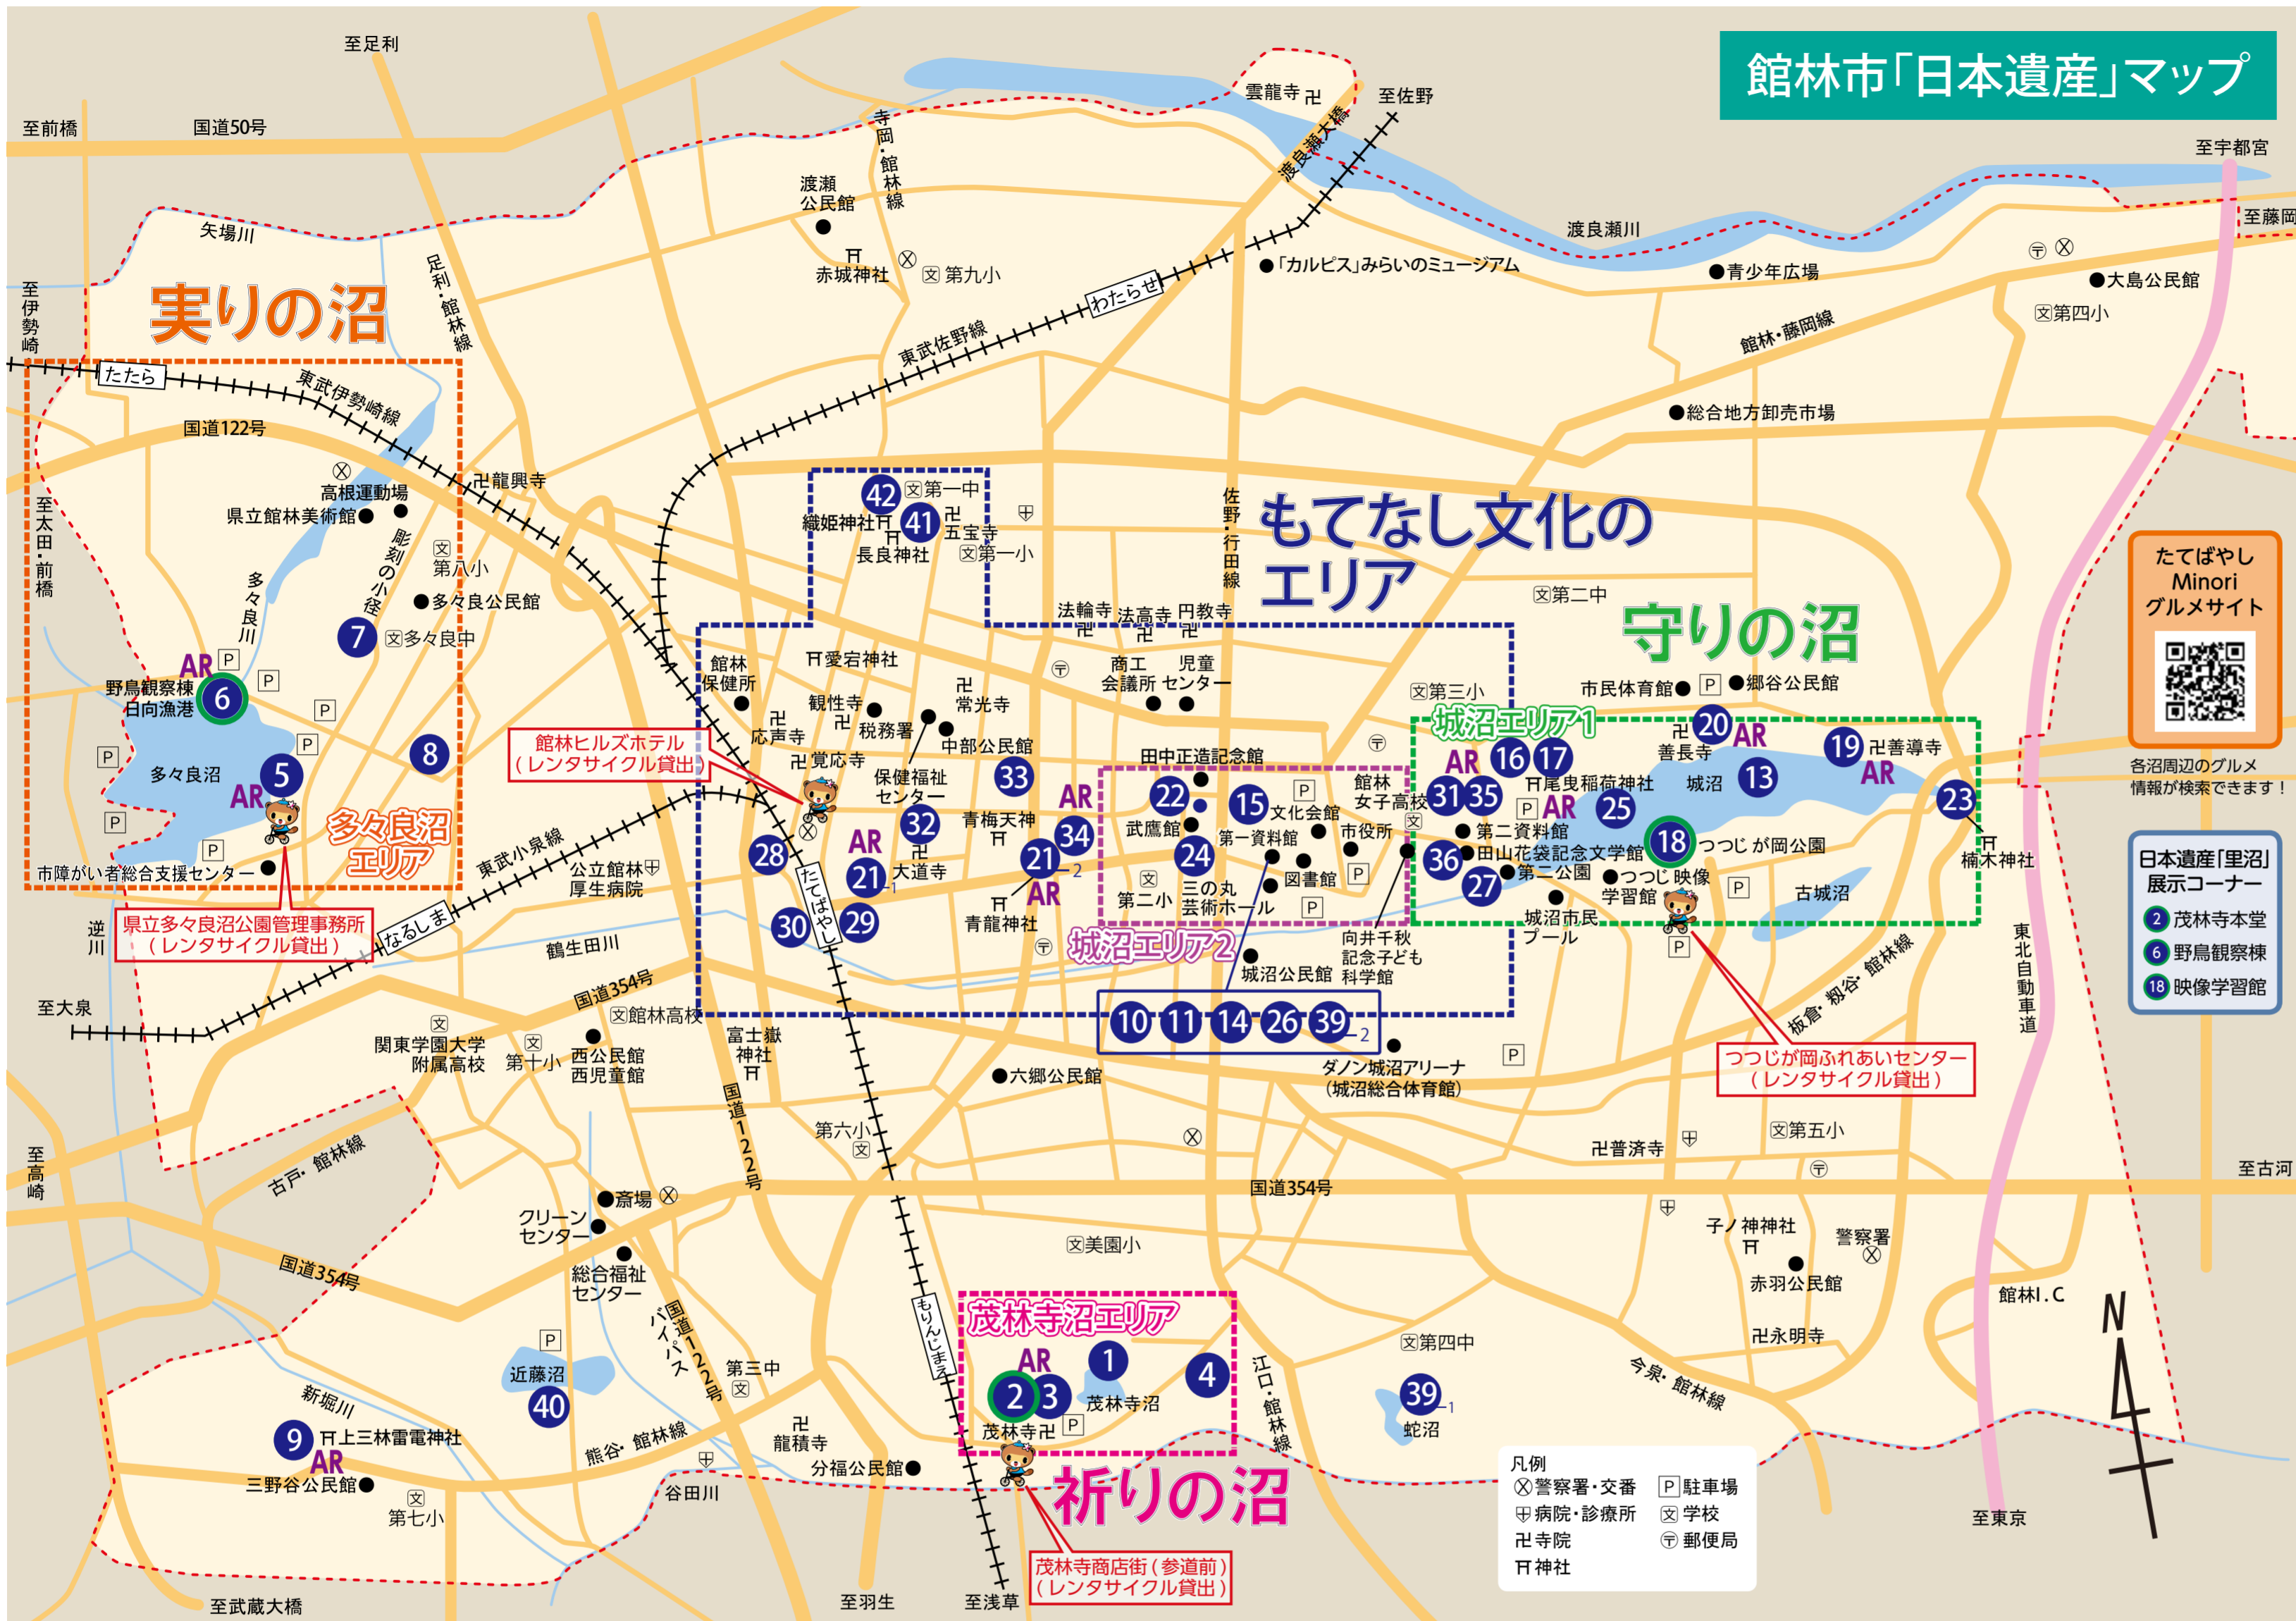 館林市「日本遺産」マップ
至足利
至前橋
国道50号
寺岡・館林線
雲龍寺
至佐野
渡良瀬大橋
至宇都宮
至藤岡
矢場川
渡瀬
公民館
赤城神社
第九小
渡良瀬川
「カルピス」みらいのミュージアム
青少年広場
大島公民館
第四小
至伊勢崎
足利・館林線
実りの沼
わたらせ
東武佐野線
館林・藤岡線
たたら
東武伊勢崎線
国道122号
総合地方卸売市場
龍興寺
高根運動場
県立館林美術館
至太田・前橋
彫刻の小径
文
第八小
多々良川
多々良公民館
7
文多々良中
42
文第一中
織姫神社
41
五宝寺
長良神社
文第一小
佐野・行田線
もてなし文化の
エリア
文第二中
守りの沼
たてばやし
Minori
グルメサイト
各沼周辺のグルメ
情報が検索できます!
法輪寺
法高寺
円教寺
AR
P
P
野鳥観察棟
日向漁港
6
P
P
P
8
多々良沼
5
AR
P
P
多々良沼
エリア
市障がい者総合支援センター
県立多々良沼公園管理事務所
(レンタサイクル貸出)
館林
保健所
愛宕神社
観性寺
税務署
常光寺
応声寺
中部公民館
覚応寺
保健福祉
センター
33
館林ヒルズホテル
(レンタサイクル貸出)
商工
会議所
児童
センター
文第三小
市民体育館
P
郷谷公民館
城沼エリア1
20
善長寺
AR
19
善導寺
AR
16
17
AR
尾曳稲荷神社
城沼
13
31
35
P
AR
25
23
楠木神社
第二資料館
田山花袋記念文学館
36
27
第二公園
18
つつじが岡公園
つつじ映像
学習館
P
古城沼
城沼市民
プール
P
田中正造記念館
22
15
P
文化会館
館林
女子高校
文
武鷹館
第一資料館
市役所
24
図書館
P
文
第二小
三の丸
芸術ホール
P
城沼エリア2
城沼公民館
向井千秋
記念子ども
科学館
32
青梅天神
AR
34
28
AR
21-1
大道寺
21-2
AR
青龍神社
30
29
たてばやし
東武小泉線
公立館林
厚生病院
なるしま
逆川
鶴生田川
国道354号
至大泉
10
11
14
26
39-2
日本遺産「里沼」
展示コーナー
2 茂林寺本堂
6 野鳥観察棟
18 映像学習館
東北自動車道
板倉・籾谷・館林線
つつじが岡ふれあいセンター
(レンタサイクル貸出)
文
関東学園大学
附属高校
文
第十小
文館林高校
西公民館
西児童館
富士嶽
神社
六郷公民館
ダノン城沼アリーナ
(城沼総合体育館)
P
国道122号
第六小
文
普済寺
文第五小
至高崎
古戸・館林線
斎場
クリーン
センター
国道354号
至古河
国道354号
総合福祉
センター
国道122号
バイパス
文美園小
子ノ神神社
警察署
赤羽公民館
館林I.C
永明寺
もりんじまえ
茂林寺沼エリア
AR
1
2
3
4
茂林寺沼
茂林寺
P
江口・館林線
文第四中
39-1
蛇沼
今泉・館林線
P
近藤沼
40
第三中
文
新堀川
9
上三林雷電神社
AR
三野谷公民館
文
第七小
熊谷・館林線
龍積寺
分福公民館
谷田川
祈りの沼
茂林寺商店街(参道前)
(レンタサイクル貸出)
至武蔵大橋
至羽生
至浅草
至東京
N
凡例
警察署・交番
P 駐車場
病院・診療所
文 学校
卍寺院
〒郵便局
神社